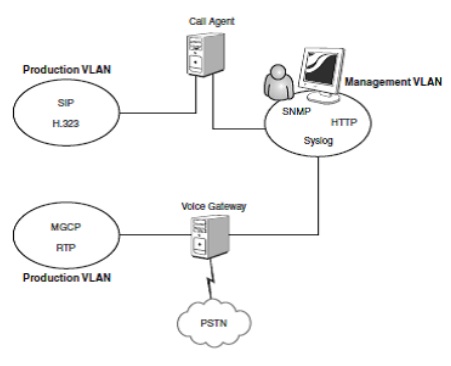 Call Agent
Production VLAN
SIP
H.323
Management VLAN
SNMP
HTTP
Syslog
Voice Gateway
MGCP
RTP
Production VLAN
PSTN